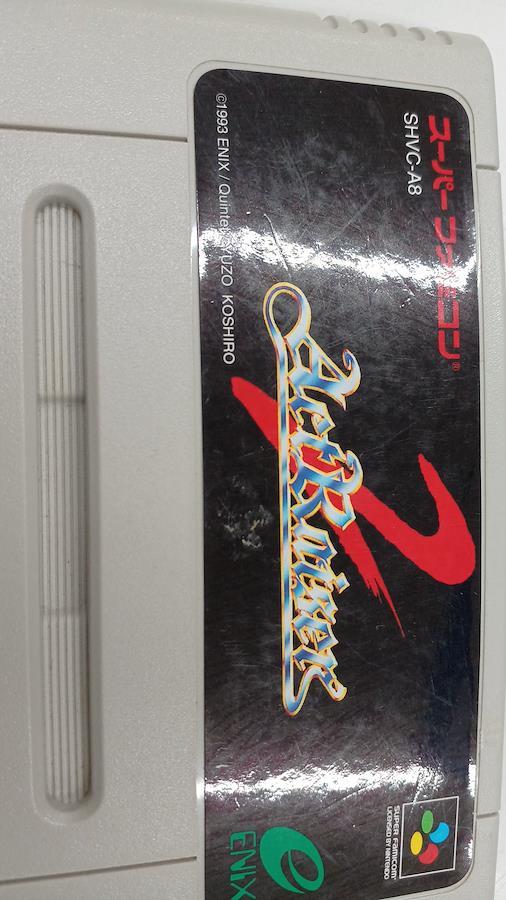 スーパーファミコン®
SHVC-A8
2
ActRaiser
©1993 ENIX / Quintet YUZO KOSHIRO
SUPER FAMICOM™
LICENSED BY NINTENDO
e
ENIX